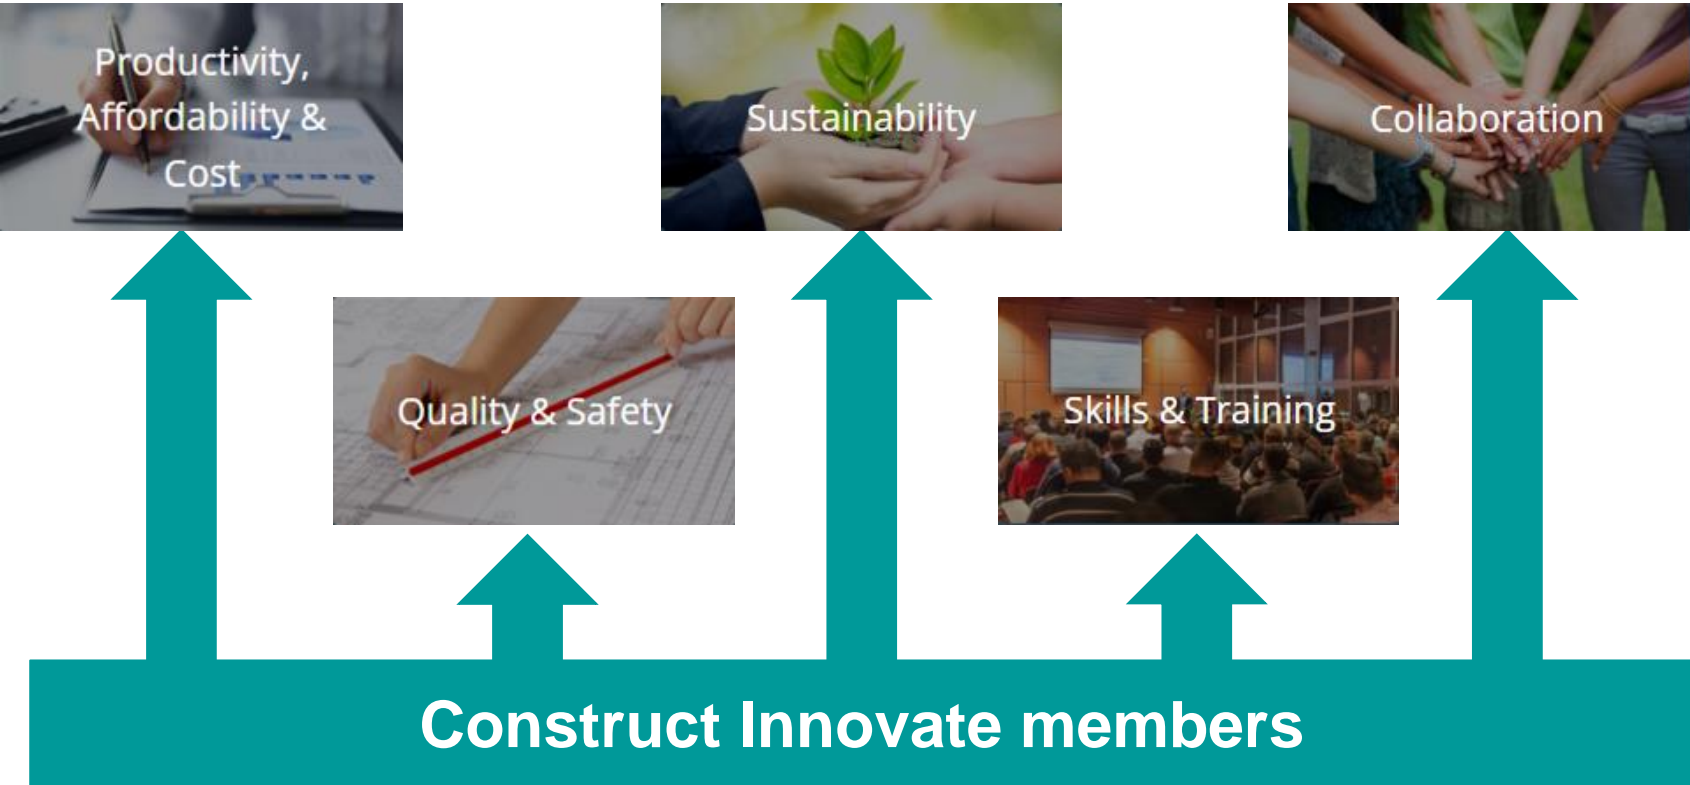 Productivity,
Affordability &
Cost
Sustainability
Collaboration
Quality & Safety
Skills & Training
Construct Innovate members